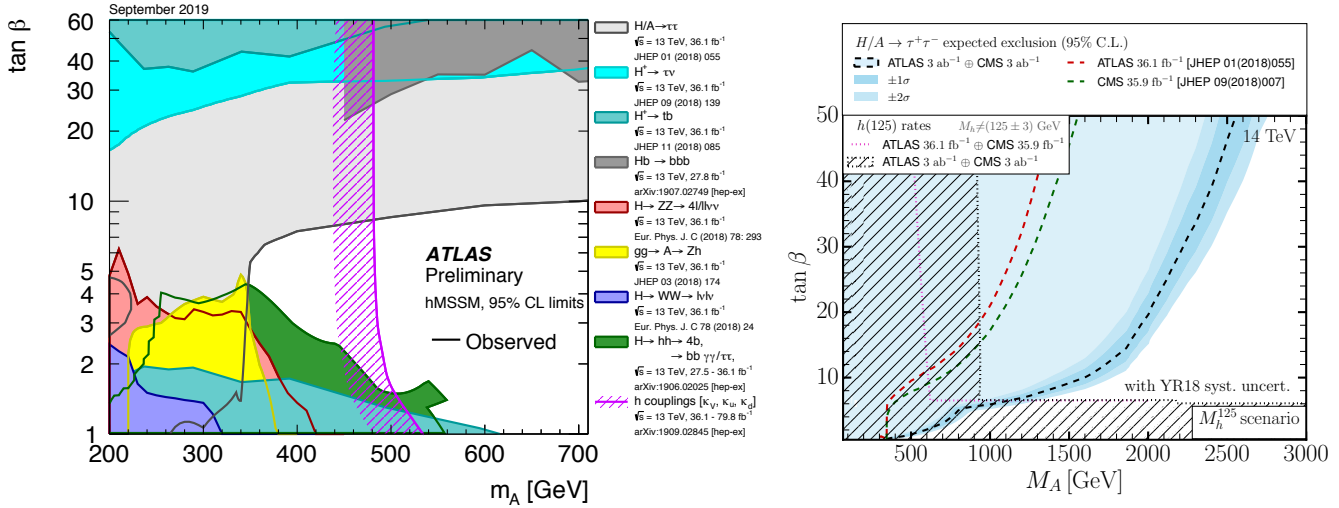 September 2019
tan β
60
50
40
30
20
10
5
4
3
2
1
200
300
400
500
600
700
m_A [GeV]
ATLAS
Preliminary
hMSSM, 95% CL limits
Observed
H/A→ττ
√s = 13 TeV, 36.1 fb⁻¹
JHEP 01 (2018) 055
H⁺→ τν
√s = 13 TeV, 36.1 fb⁻¹
JHEP 09 (2018) 139
H⁺→ tb
√s = 13 TeV, 36.1 fb⁻¹
JHEP 11 (2018) 085
Hb → bbb
√s = 13 TeV, 27.8 fb⁻¹
arXiv:1907.02749 [hep-ex]
H→ ZZ→ 4l/llνν
√s = 13 TeV, 36.1 fb⁻¹
Eur. Phys. J. C (2018) 78: 293
gg→ A→ Zh
√s = 13 TeV, 36.1 fb⁻¹
JHEP 03 (2018) 174
H→ WW→ lνlν
√s = 13 TeV, 36.1 fb⁻¹
Eur. Phys. J. C 78 (2018) 24
H→ hh→ 4b,
→ bb γγ/ττ,
√s = 13 TeV, 27.5 - 36.1 fb⁻¹
arXiv:1906.02025 [hep-ex]
h couplings [κ_V, κ_u, κ_d]
√s = 13 TeV, 36.1 - 79.8 fb⁻¹
arXiv:1909.02845 [hep-ex]
H/A → τ⁺τ⁻ expected exclusion (95% C.L.)
ATLAS 3 ab⁻¹ ⊕ CMS 3 ab⁻¹
±1σ
±2σ
ATLAS 36.1 fb⁻¹ [JHEP 01(2018)055]
CMS 35.9 fb⁻¹ [JHEP 09(2018)007]
h(125) rates M_h≠(125 ± 3) GeV
ATLAS 36.1 fb⁻¹ ⊕ CMS 35.9 fb⁻¹
ATLAS 3 ab⁻¹ ⊕ CMS 3 ab⁻¹
14 TeV
tan β
50
40
30
20
10
with YR18 syst. uncert.
M_h¹²⁵ scenario
500
1000
1500
2000
2500
3000
M_A [GeV]